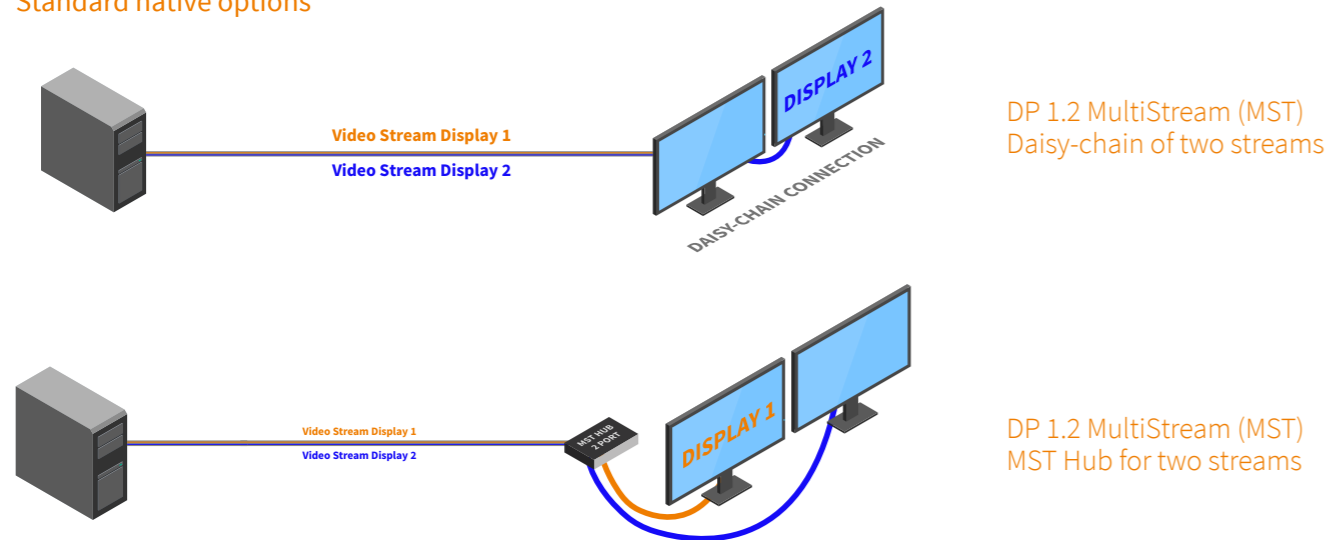 Standard native options
Video Stream Display 1
Video Stream Display 2
DISPLAY 2
DAISY-CHAIN CONNECTION
DP 1.2 MultiStream (MST)
Daisy-chain of two streams
Video Stream Display 1
Video Stream Display 2
MST HUB
2 PORT
DISPLAY 1
DP 1.2 MultiStream (MST)
MST Hub for two streams